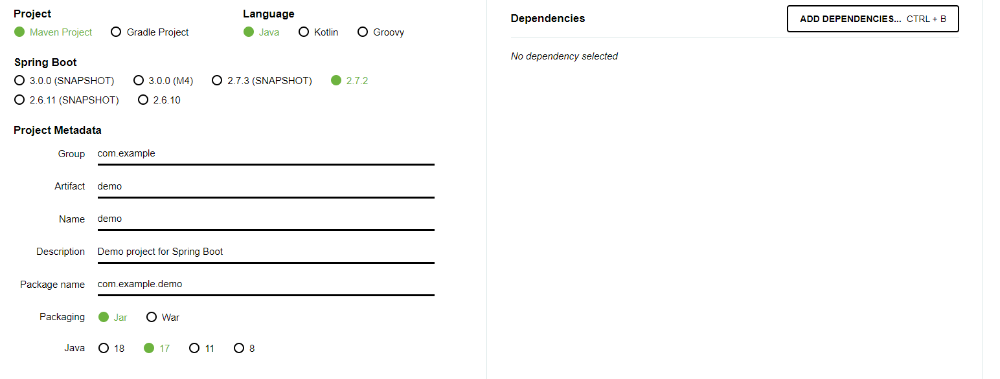 Project
Maven Project Gradle Project
Language
Java Kotlin Groovy
Spring Boot
3.0.0 (SNAPSHOT) 3.0.0 (M4) 2.7.3 (SNAPSHOT) 2.7.2
2.6.11 (SNAPSHOT) 2.6.10
Project Metadata
Group com.example
Artifact demo
Name demo
Description Demo project for Spring Boot
Package name com.example.demo
Packaging Jar War
Java 18 17 11 8
Dependencies
ADD DEPENDENCIES... CTRL + B
No dependency selected